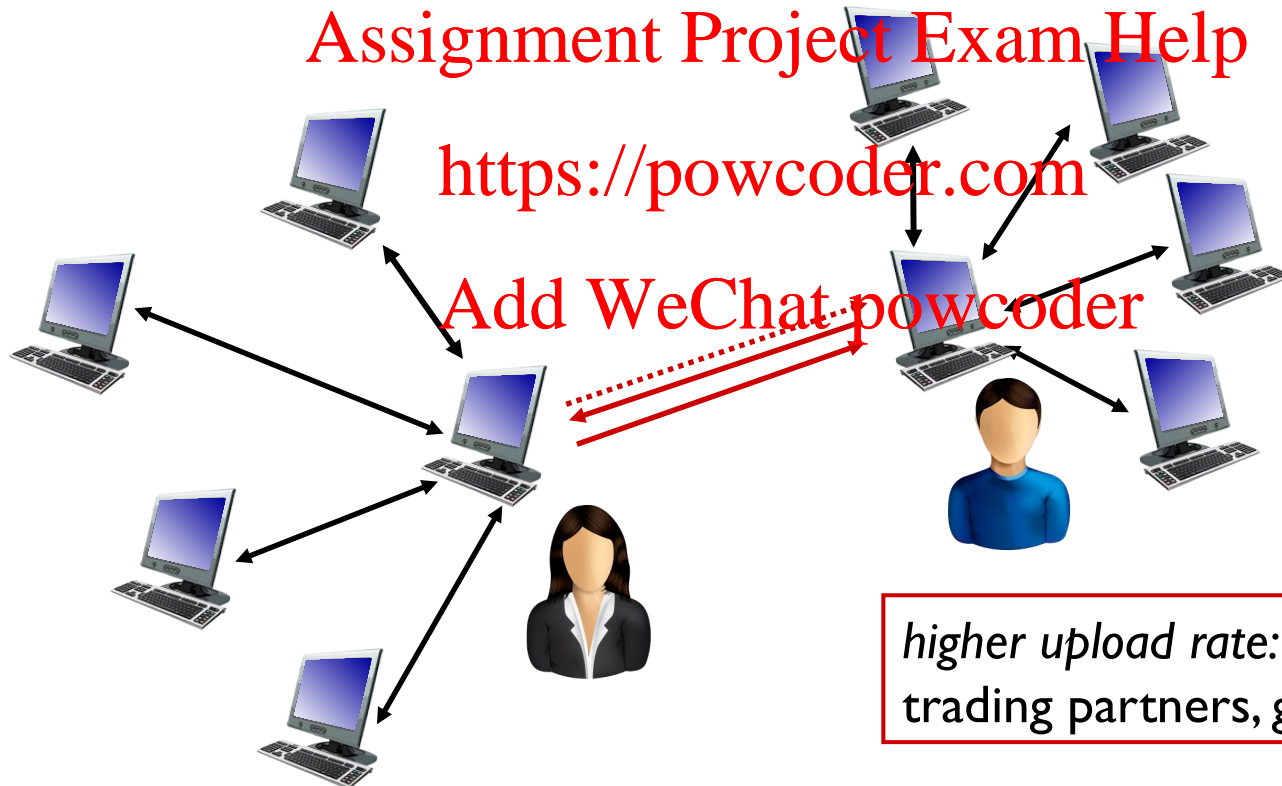 Assignment Project Exam Help
https://powcoder.com
Add WeChat powcoder
higher upload rate:
trading partners, g